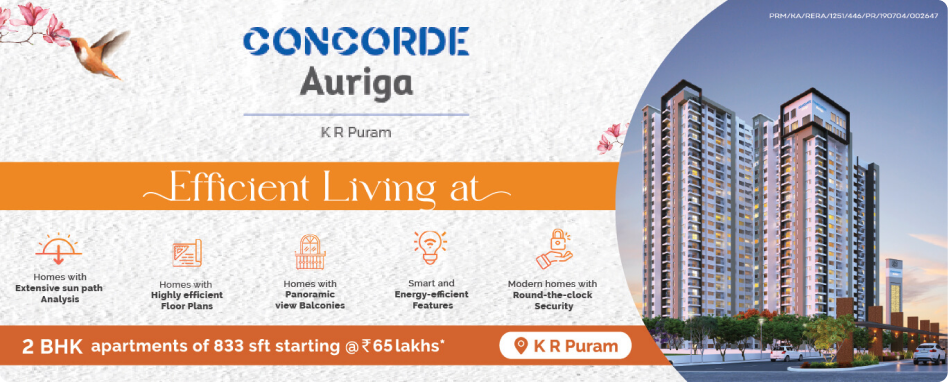 PRM/KA/RERA/1251/446/PR/190704/002647
CONCORDE
Auriga
K R Puram
Efficient Living at
Homes with
Extensive sun path
Analysis
Homes with
Highly efficient
Floor Plans
Homes with
Panoramic
view Balconies
Smart and
Energy-efficient
Features
Modern homes with
Round-the-clock
Security
2 BHK apartments of 833 sft starting @ ₹65 lakhs*
K R Puram